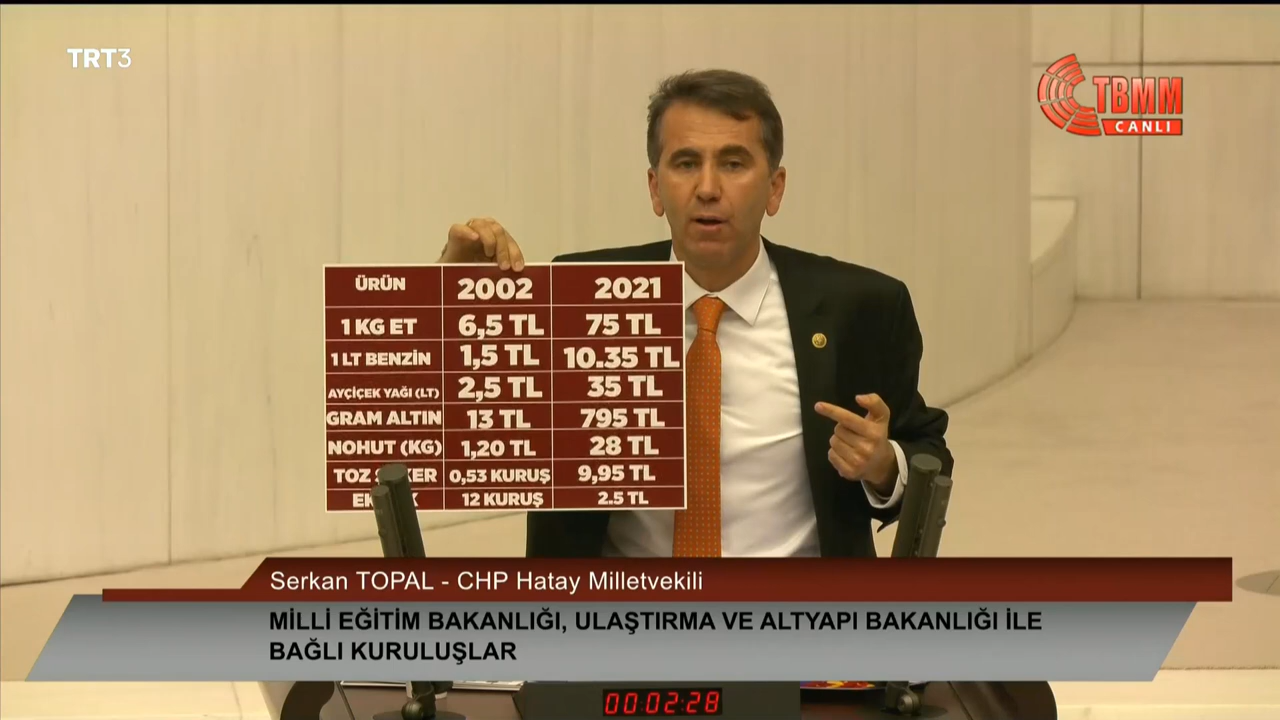 TRT3
TBMM
CANLI
ÜRÜN 2002 2021
1 KG ET 6,5 TL 75 TL
1 LT BENZİN 1,5 TL 10.35 TL
AYÇİÇEK YAĞI (LT) 2,5 TL 35 TL
GRAM ALTIN 13 TL 795 TL
NOHUT (KG) 1,20 TL 28 TL
TOZ 0,53 KURUŞ 9,95 TL
12 KURUŞ 2.5 TL
Serkan TOPAL - CHP Hatay Milletvekili
MİLLİ EĞİTİM BAKANLIĞI, ULAŞTIRMA VE ALTYAPI BAKANLIĞI İLE
BAĞLI KURULUŞLAR
00:02:28